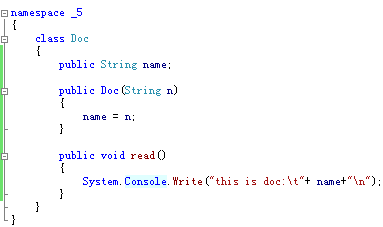 namespace _5
{
class Doc
{
public String name;
public Doc(String n)
{
name = n;
}
public void read()
{
System.Console.Write("this is doc:\t"+ name+"\n");
}
}
}